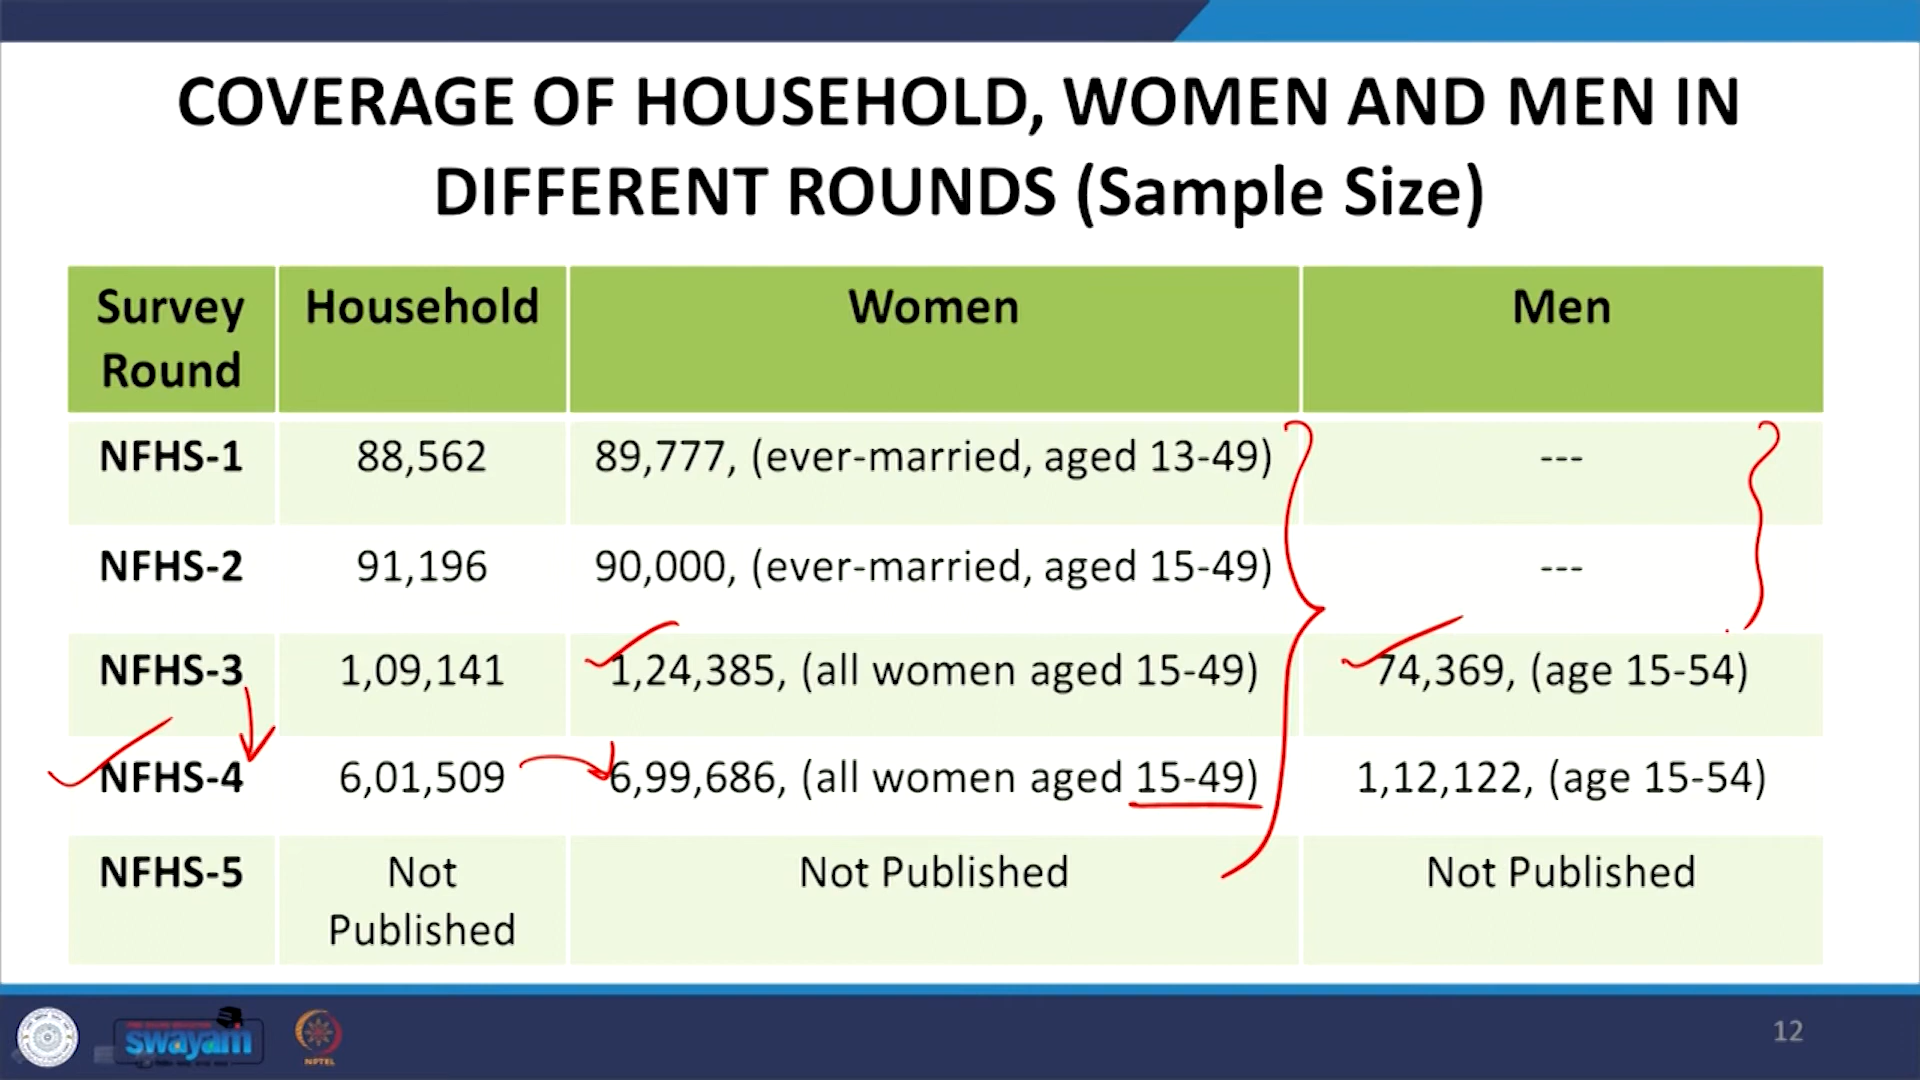 COVERAGE OF HOUSEHOLD, WOMEN AND MEN IN
DIFFERENT ROUNDS (Sample Size)
Survey Round Household Women Men
NFHS-1 88,562 89,777, (ever-married, aged 13-49) ---
NFHS-2 91,196 90,000, (ever-married, aged 15-49) ---
NFHS-3 1,09,141 1,24,385, (all women aged 15-49) 74,369, (age 15-54)
NFHS-4 6,01,509 6,99,686, (all women aged 15-49) 1,12,122, (age 15-54)
NFHS-5 Not Published Not Published Not Published
swayam
NPTEL
12